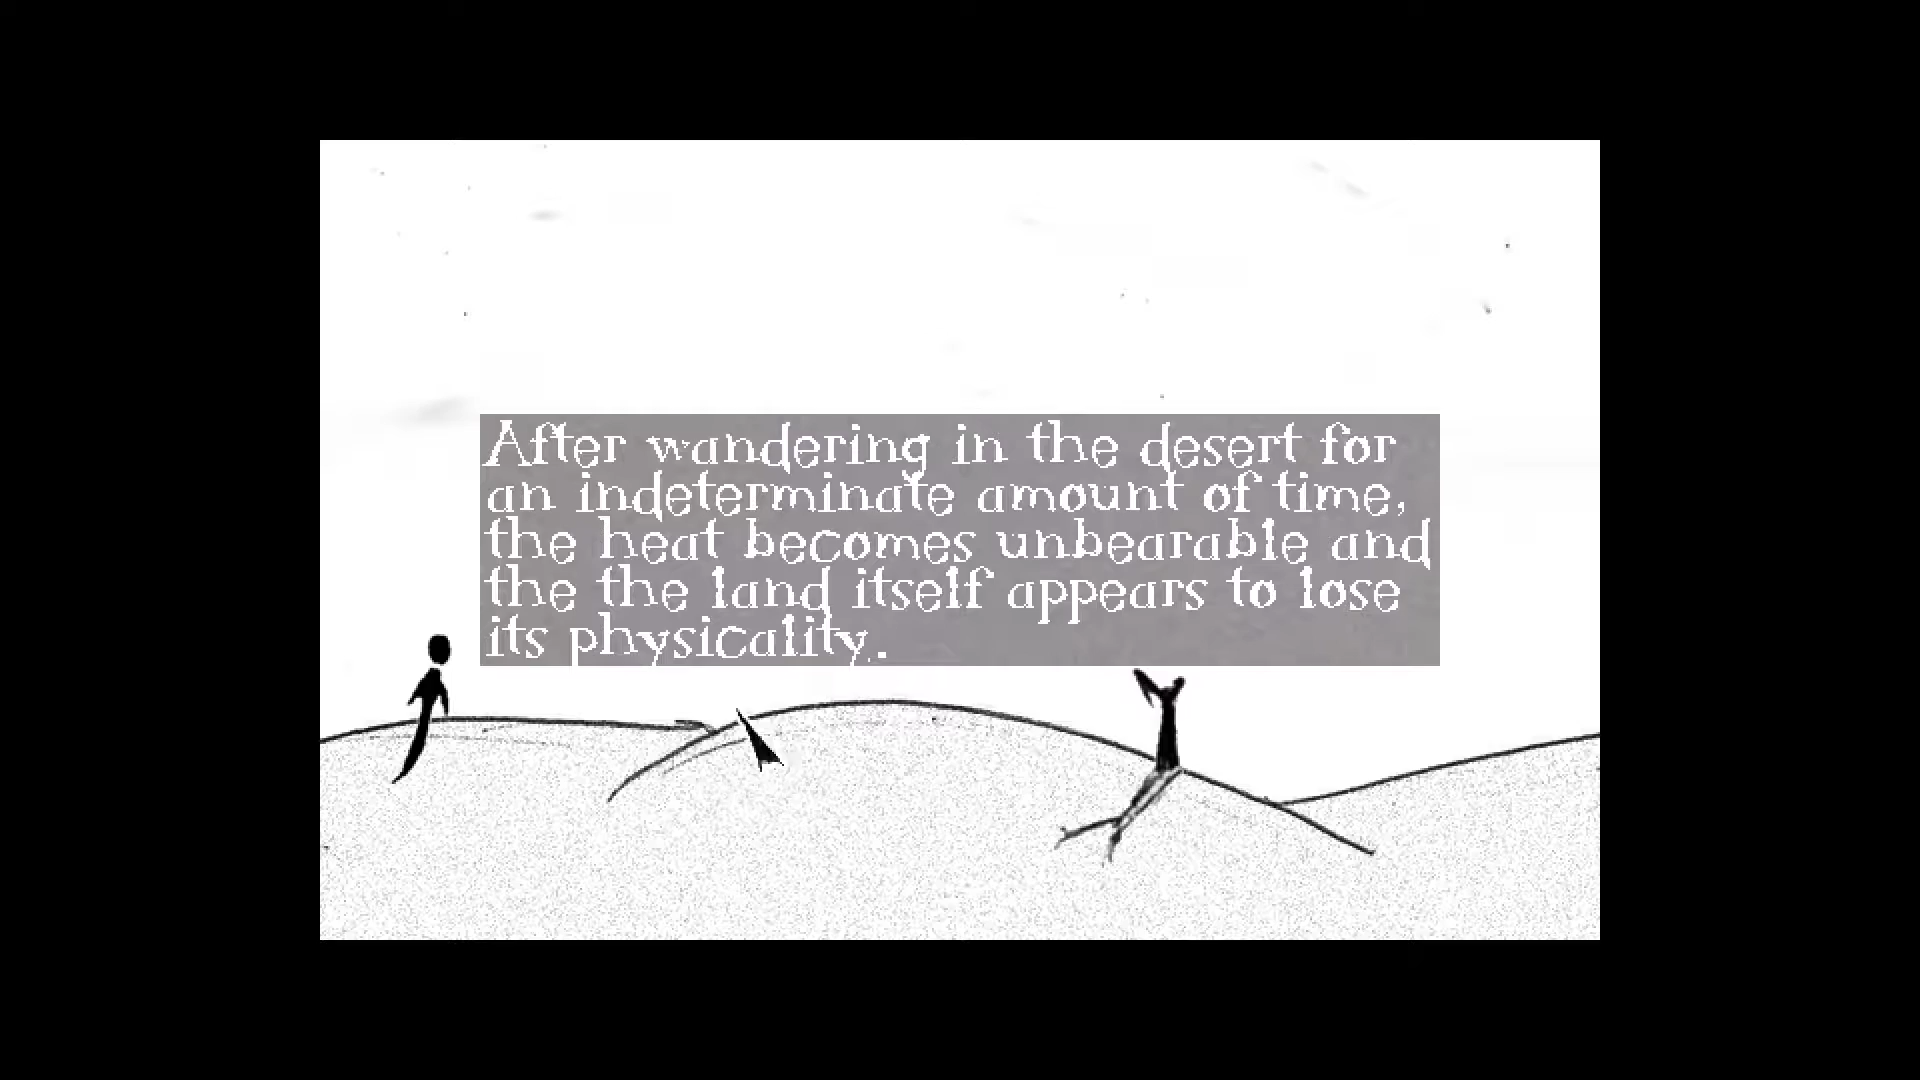 After wandering in the desert for
an indeterminate amount of time,
the heat becomes unbearable and
the the land itself appears to lose
its physicality.